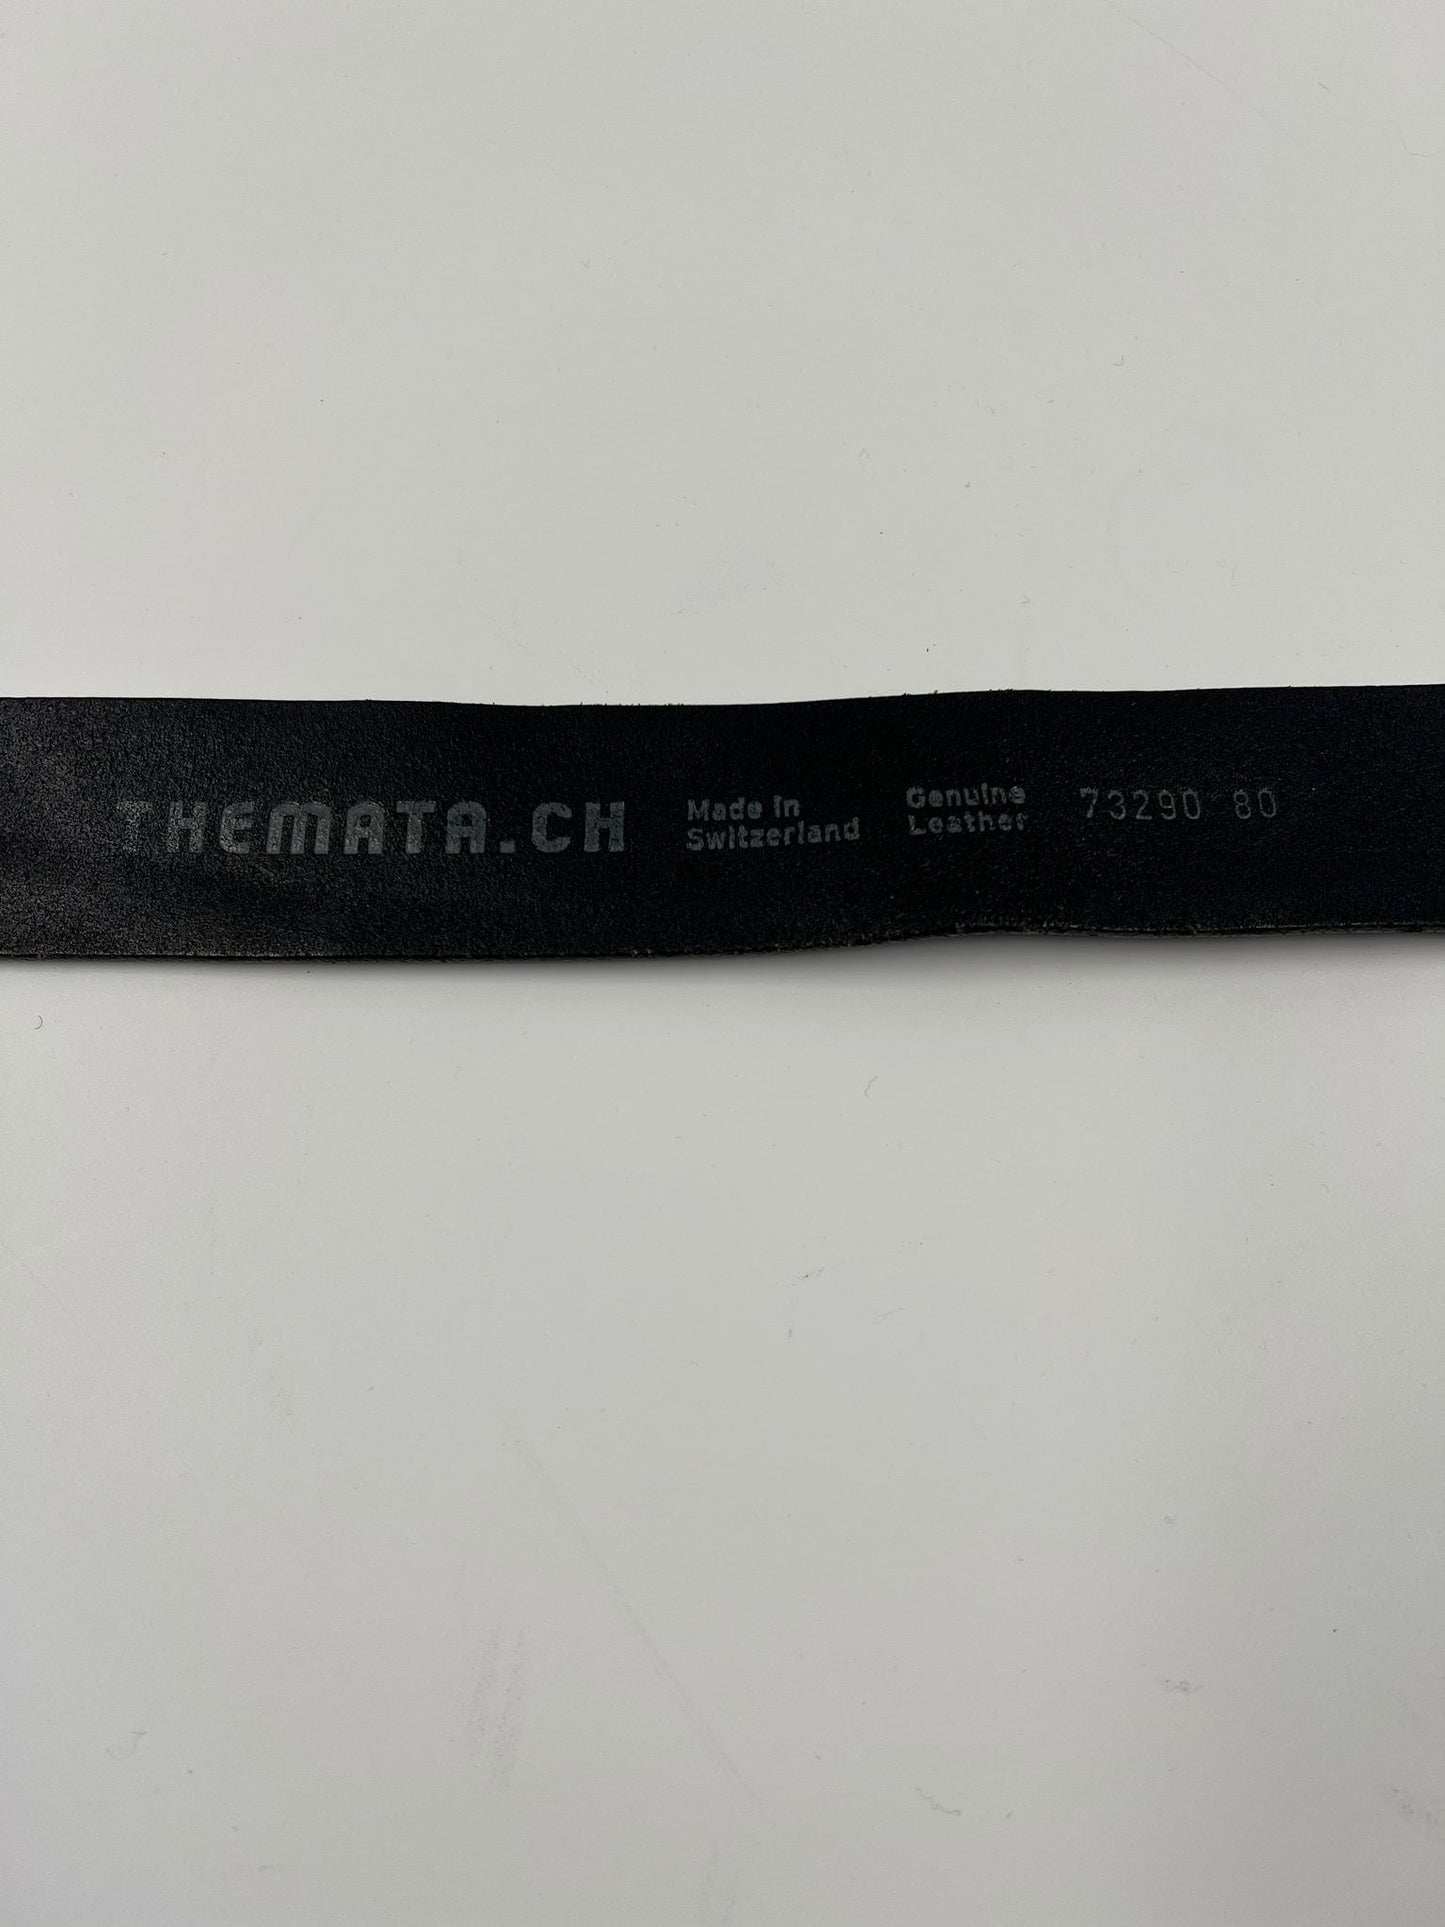 THEMATA.CH
Made in
Switzerland
Genuine
Leather
73290 80